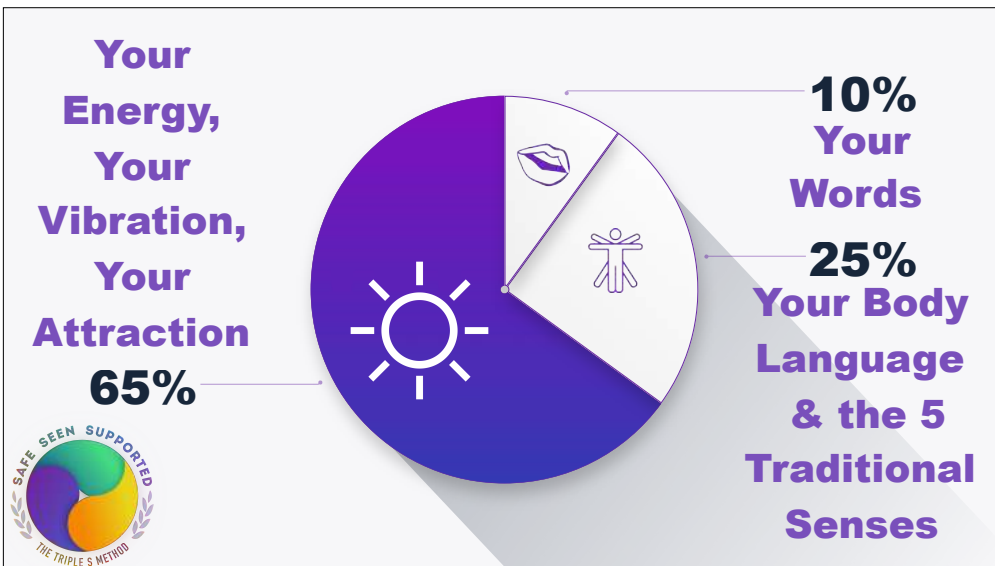 Your
Energy,
Your
Vibration,
Your
Attraction
65%
10%
Your
Words
25%
Your Body
Language
& the 5
Traditional
Senses
SAFE SEEN SUPPORTED
THE TRIPLE S METHOD